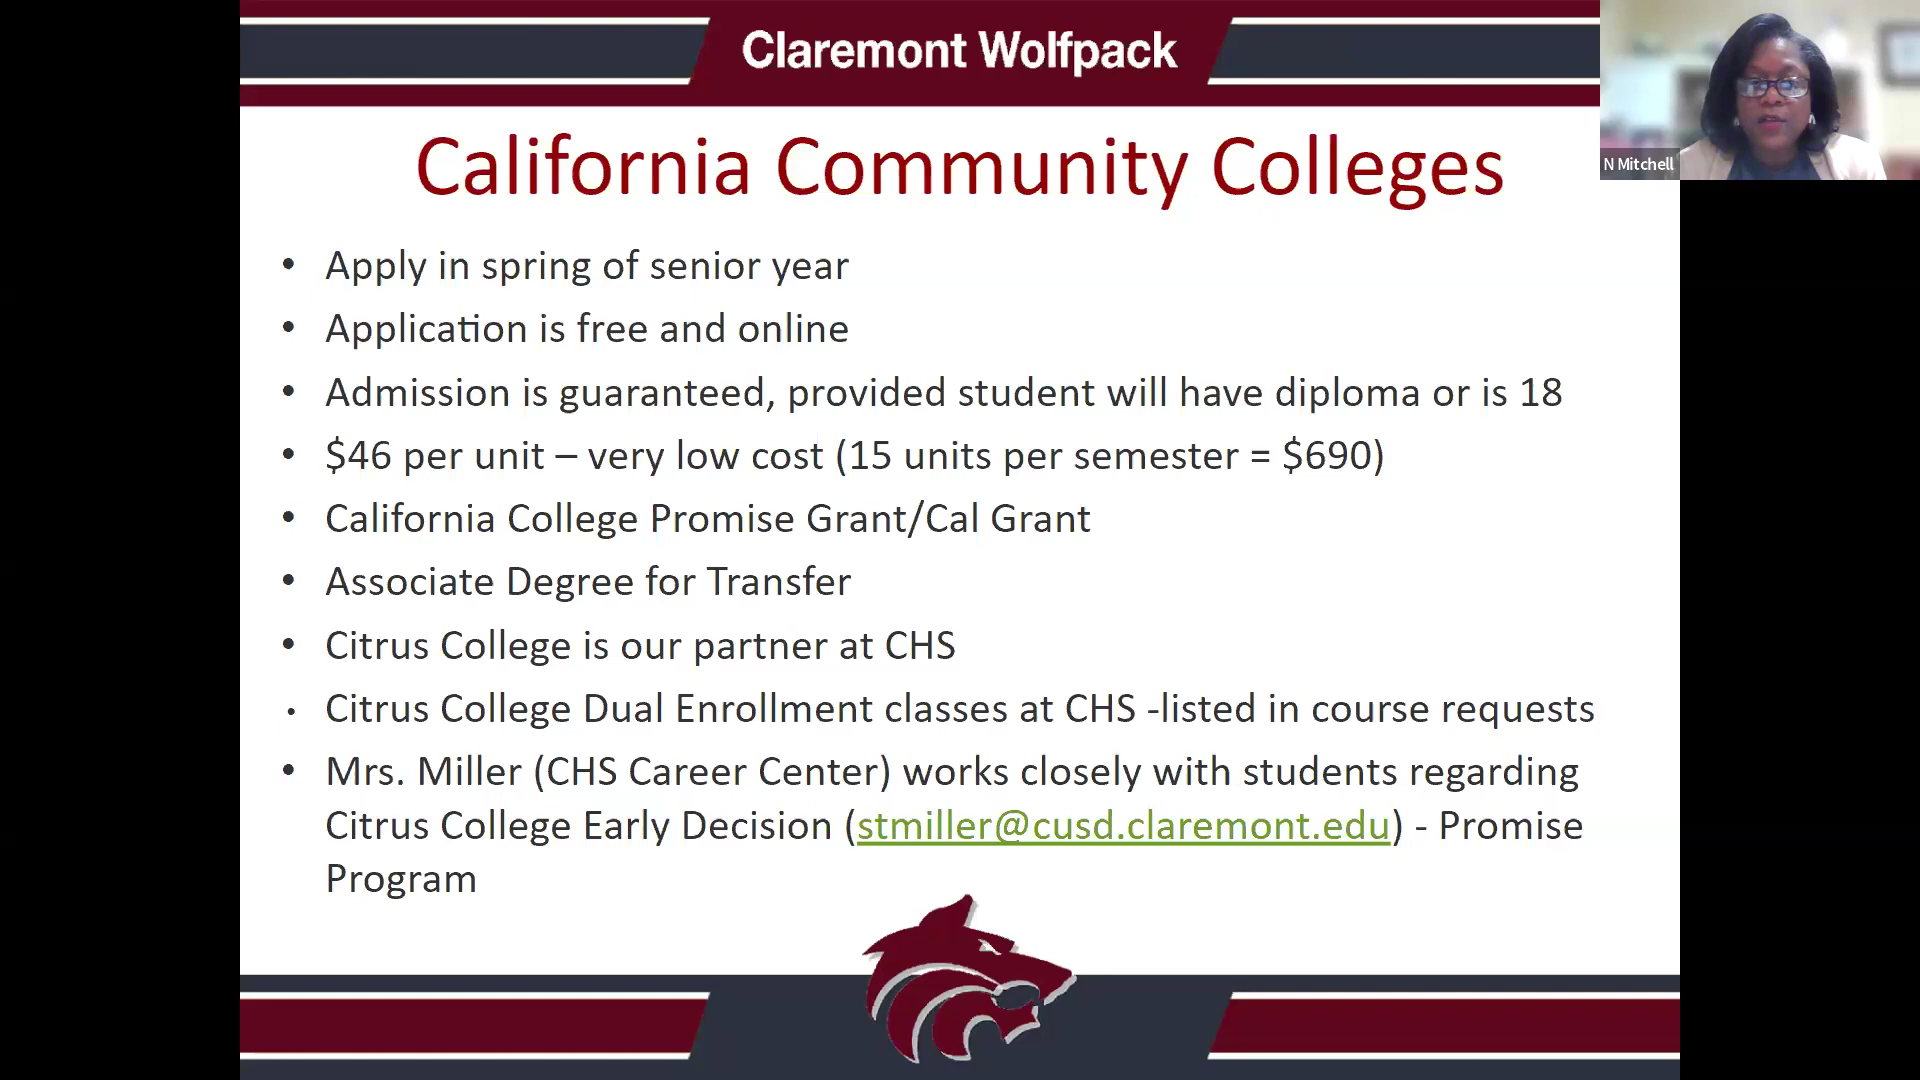 Claremont Wolfpack
N Mitchell
California Community Colleges
• Apply in spring of senior year
• Application is free and online
• Admission is guaranteed, provided student will have diploma or is 18
• $46 per unit – very low cost (15 units per semester = $690)
• California College Promise Grant/Cal Grant
• Associate Degree for Transfer
• Citrus College is our partner at CHS
• Citrus College Dual Enrollment classes at CHS -listed in course requests
• Mrs. Miller (CHS Career Center) works closely with students regarding
Citrus College Early Decision (stmiller@cusd.claremont.edu) - Promise
Program